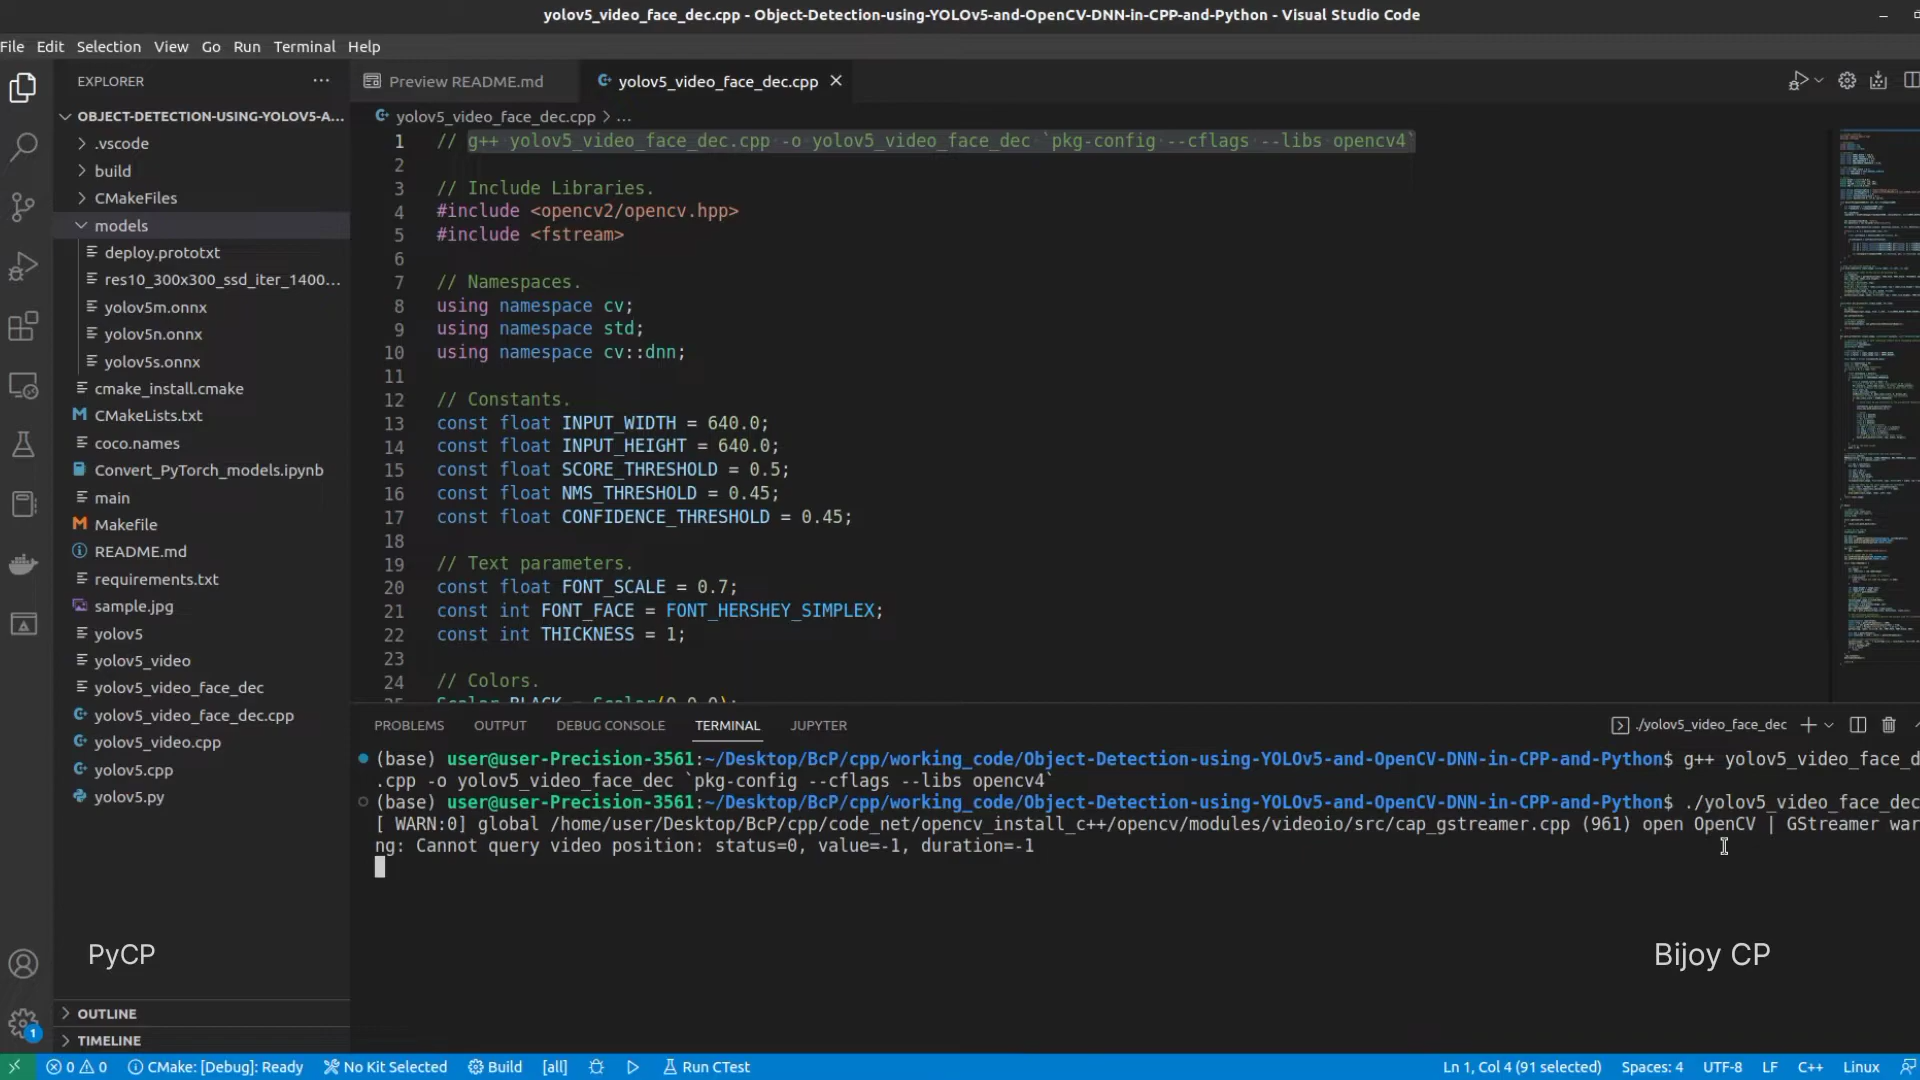 yolov5_video_face_dec.cpp - Object-Detection-using-YOLOv5-and-OpenCV-DNN-in-CPP-and-Python - Visual Studio Code
File Edit Selection View Go Run Terminal Help
EXPLORER
Preview README.md
yolov5_video_face_dec.cpp
OBJECT-DETECTION-USING-YOLOV5-A...
.vscode
build
CMakeFiles
models
deploy.prototxt
res10_300x300_ssd_iter_1400...
yolov5m.onnx
yolov5n.onnx
yolov5s.onnx
cmake_install.cmake
CMakeLists.txt
coco.names
Convert_PyTorch_models.ipynb
main
Makefile
README.md
requirements.txt
sample.jpg
yolov5
yolov5_video
yolov5_video_face_dec
yolov5_video_face_dec.cpp
yolov5_video.cpp
yolov5.cpp
yolov5.py
PyCP
OUTLINE
TIMELINE
yolov5_video_face_dec.cpp > ...
1 // g++ yolov5_video_face_dec.cpp -o yolov5_video_face_dec `pkg-config --cflags --libs opencv4`
2
3 // Include Libraries.
4 #include <opencv2/opencv.hpp>
5 #include <fstream>
6
7 // Namespaces.
8 using namespace cv;
9 using namespace std;
10 using namespace cv::dnn;
11
12 // Constants.
13 const float INPUT_WIDTH = 640.0;
14 const float INPUT_HEIGHT = 640.0;
15 const float SCORE_THRESHOLD = 0.5;
16 const float NMS_THRESHOLD = 0.45;
17 const float CONFIDENCE_THRESHOLD = 0.45;
18
19 // Text parameters.
20 const float FONT_SCALE = 0.7;
21 const int FONT_FACE = FONT_HERSHEY_SIMPLEX;
22 const int THICKNESS = 1;
23
24 // Colors.
25 Scalar BLACK = Scalar(0,0,0);
PROBLEMS OUTPUT DEBUG CONSOLE TERMINAL JUPYTER
./yolov5_video_face_dec
(base) user@user-Precision-3561:~/Desktop/BcP/cpp/working_code/Object-Detection-using-YOLOv5-and-OpenCV-DNN-in-CPP-and-Python$ g++ yolov5_video_face_d
.cpp -o yolov5_video_face_dec `pkg-config --cflags --libs opencv4`
(base) user@user-Precision-3561:~/Desktop/BcP/cpp/working_code/Object-Detection-using-YOLOv5-and-OpenCV-DNN-in-CPP-and-Python$ ./yolov5_video_face_dec
[ WARN:0] global /home/user/Desktop/BcP/cpp/code_net/opencv_install_c++/opencv/modules/videoio/src/cap_gstreamer.cpp (961) open OpenCV | GStreamer war
ng: Cannot query video position: status=0, value=-1, duration=-1
Bijoy CP
1
0 0 CMake: [Debug]: Ready No Kit Selected Build [all] Run CTest Ln 1, Col 4 (91 selected) Spaces: 4 UTF-8 LF C++ Linux